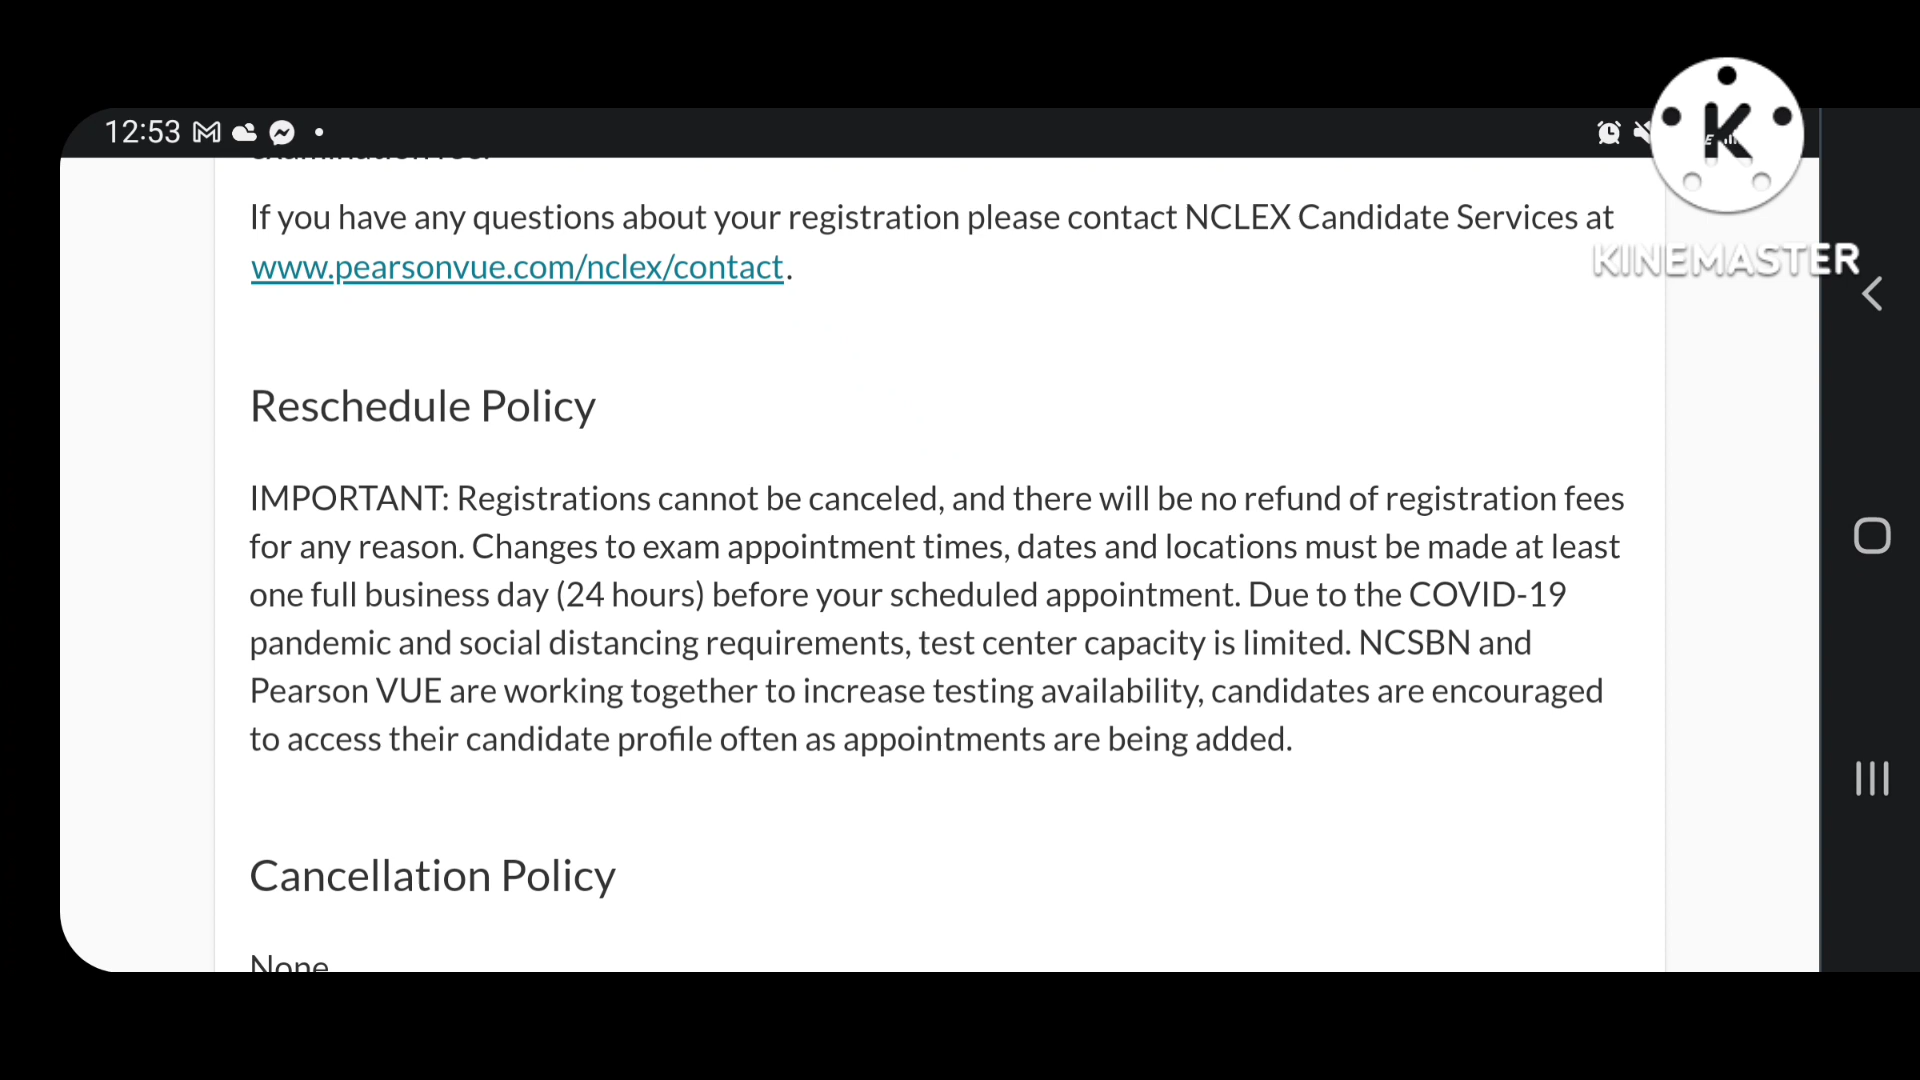 12:53
K
KINEMASTER
If you have any questions about your registration please contact NCLEX Candidate Services at
www.pearsonvue.com/nclex/contact.
Reschedule Policy
IMPORTANT: Registrations cannot be canceled, and there will be no refund of registration fees
for any reason. Changes to exam appointment times, dates and locations must be made at least
one full business day (24 hours) before your scheduled appointment. Due to the COVID-19
pandemic and social distancing requirements, test center capacity is limited. NCSBN and
Pearson VUE are working together to increase testing availability, candidates are encouraged
to access their candidate profile often as appointments are being added.
Cancellation Policy
None